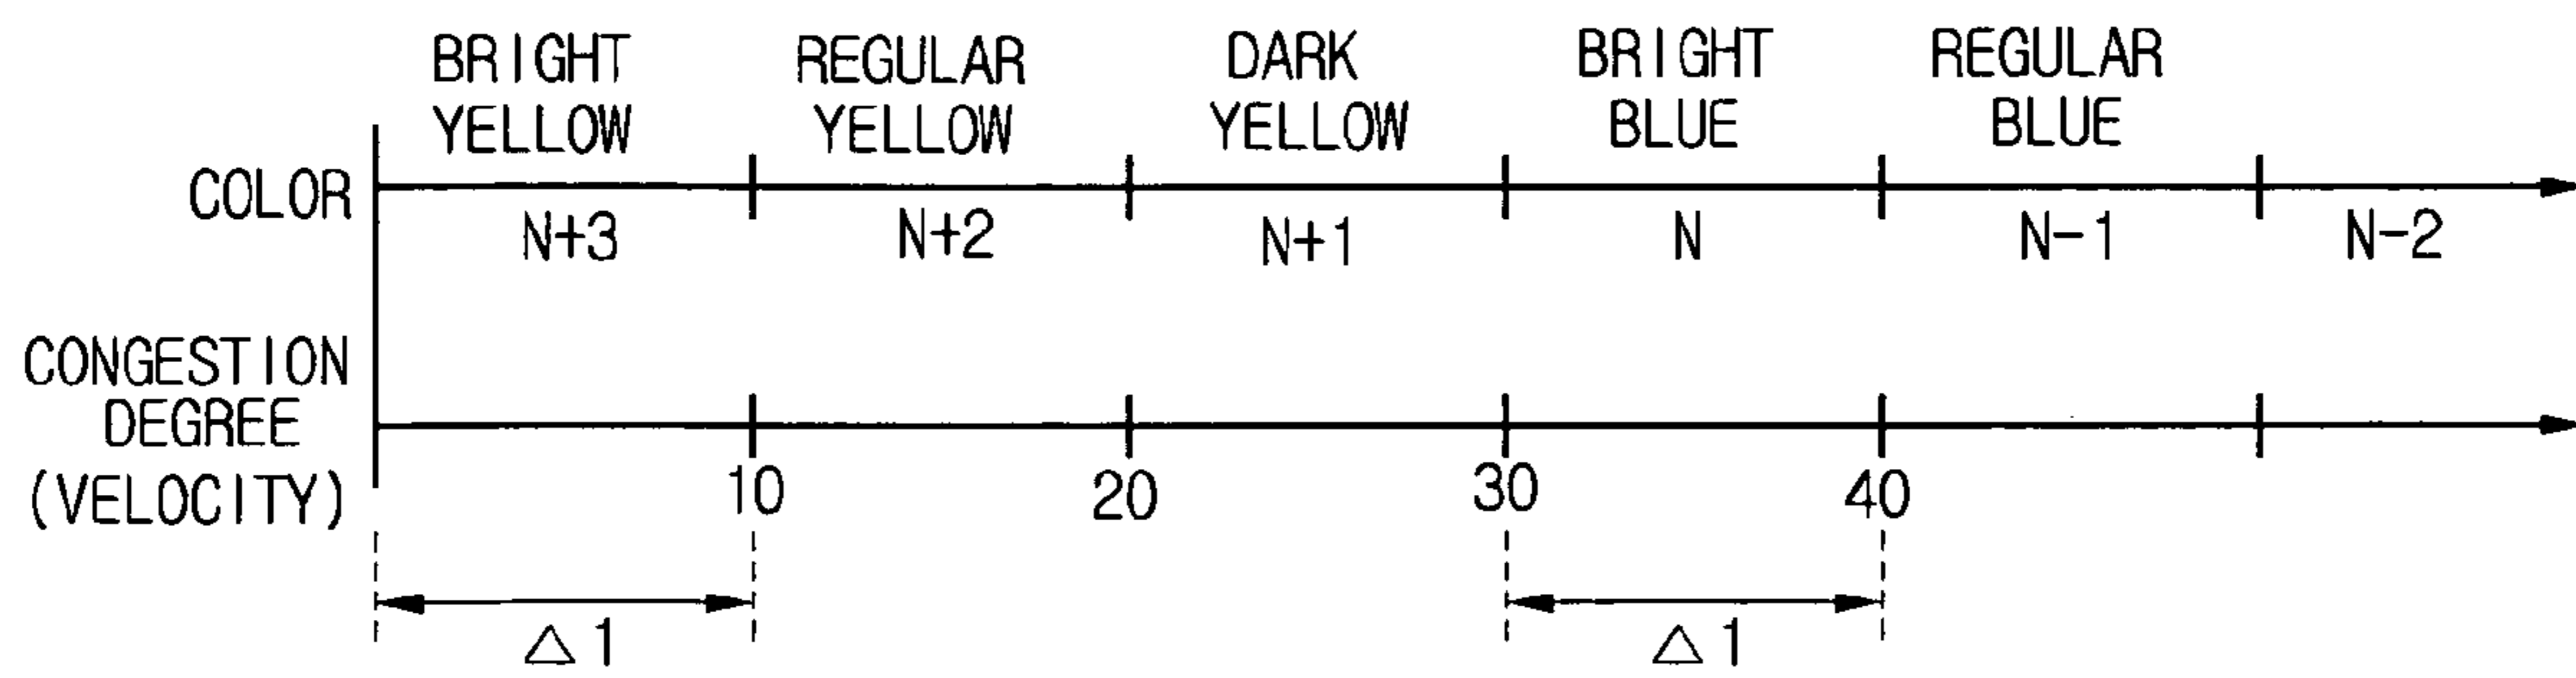 BRIGHT YELLOW
REGULAR YELLOW
DARK YELLOW
BRIGHT BLUE
REGULAR BLUE
COLOR
N+3
N+2
N+1
N
N-1
N-2
CONGESTION
DEGREE
(VELOCITY)
10
20
30
40
△1
△1